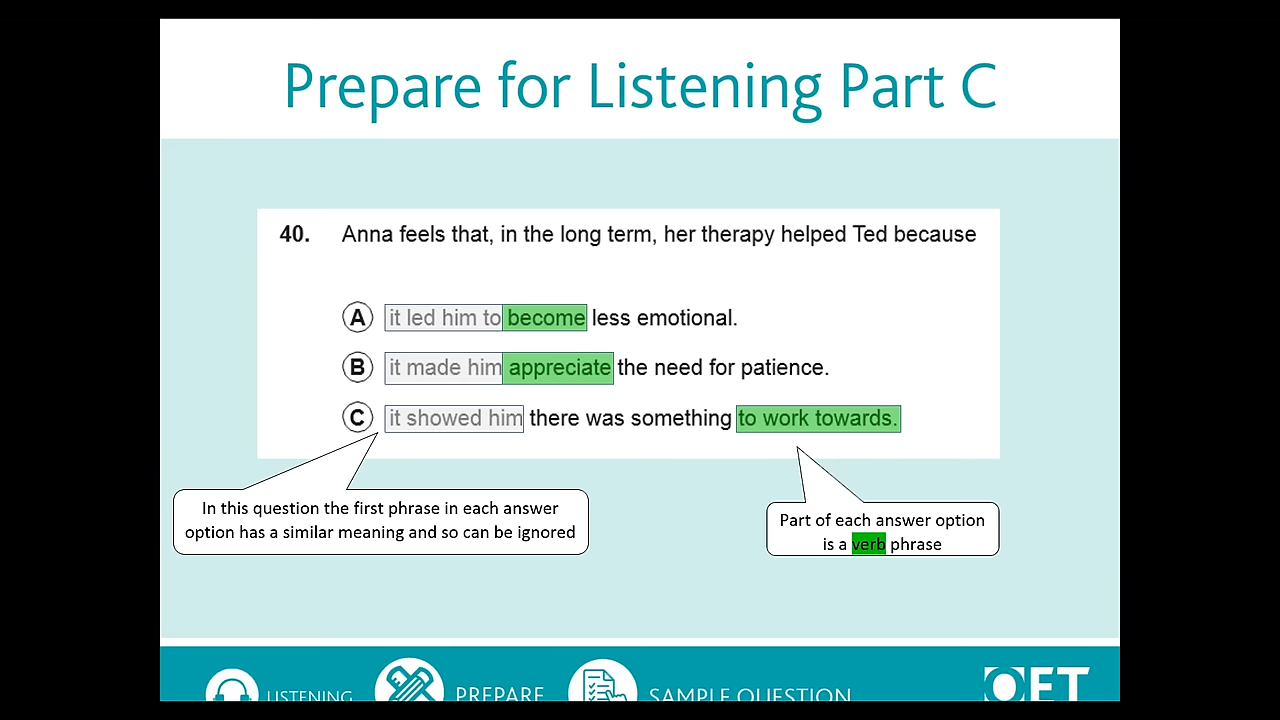 Prepare for Listening Part C
40. Anna feels that, in the long term, her therapy helped Ted because
A it led him to become less emotional.
B it made him appreciate the need for patience.
C it showed him there was something to work towards.
In this question the first phrase in each answer
option has a similar meaning and so can be ignored
Part of each answer option
is a verb phrase
LISTENING PREPARE SAMPLE QUESTION OET